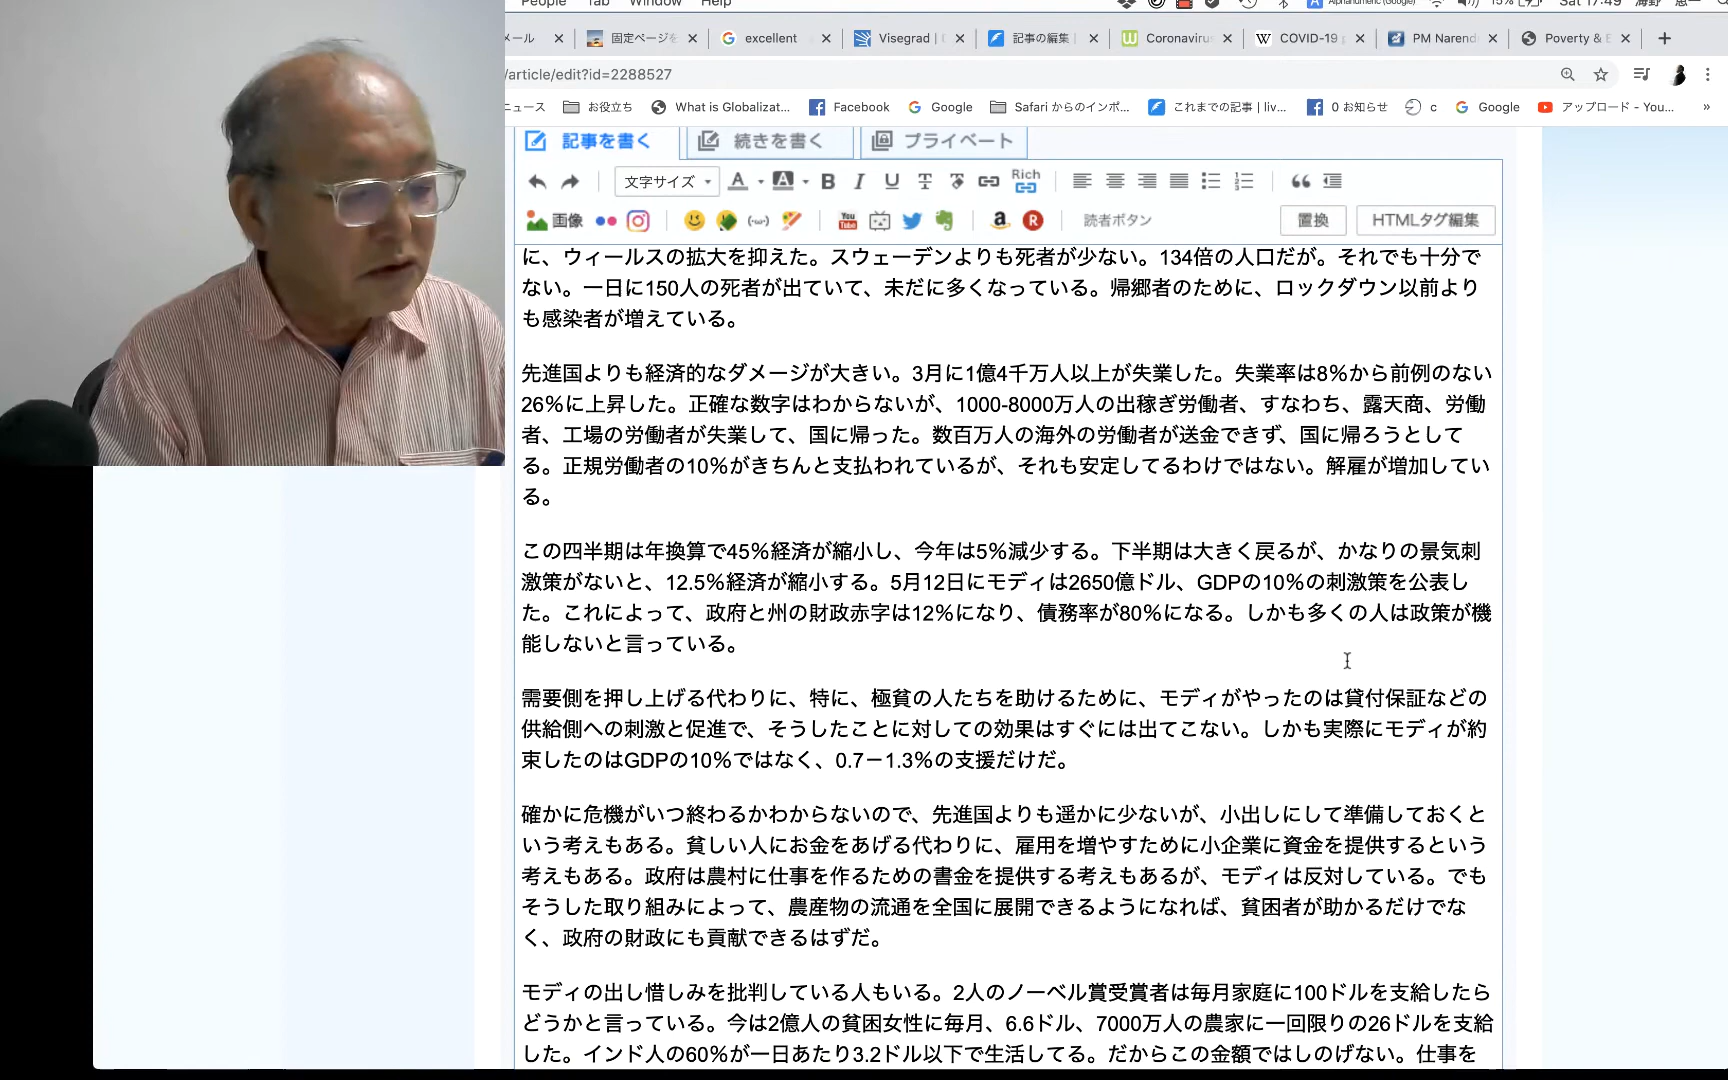 People Tab Window Help 15% Sat 17:49 海野 恵一
メール × 固定ページを × excellent × Visegrad | × 記事の編集 | × Coronavirus × COVID-19 × PM Narend × Poverty & E × +
/article/edit?id=2288527
ニュース お役立ち What is Globalizat... Facebook Google Safari からのインポ... これまでの記事 | liv... 0 お知らせ c Google アップロード - You... »
記事を書く 続きを書く プライベート
文字サイズ A A B I U T Rich
画像 You Tube a R 読者ボタン 置換 HTMLタグ編集
に、ウィールスの拡大を抑えた。スウェーデンよりも死者が少ない。134倍の人口だが。それでも十分で
ない。一日に150人の死者が出ていて、未だに多くなっている。帰郷者のために、ロックダウン以前より
も感染者が増えている。
先進国よりも経済的なダメージが大きい。3月に1億4千万人以上が失業した。失業率は8%から前例のない
26%に上昇した。正確な数字はわからないが、1000-8000万人の出稼ぎ労働者、すなわち、露天商、労働
者、工場の労働者が失業して、国に帰った。数百万人の海外の労働者が送金できず、国に帰ろうとして
る。正規労働者の10%がきちんと支払われているが、それも安定してるわけではない。解雇が増加してい
る。
この四半期は年換算で45%経済が縮小し、今年は5%減少する。下半期は大きく戻るが、かなりの景気刺
激策がないと、12.5%経済が縮小する。5月12日にモディは2650億ドル、GDPの10%の刺激策を公表し
た。これによって、政府と州の財政赤字は12%になり、債務率が80%になる。しかも多くの人は政策が機
能しないと言っている。
需要側を押し上げる代わりに、特に、極貧の人たちを助けるために、モディがやったのは貸付保証などの
供給側への刺激と促進で、そうしたことに対しての効果はすぐには出てこない。しかも実際にモディが約
束したのはGDPの10%ではなく、0.7－1.3%の支援だけだ。
確かに危機がいつ終わるかわからないので、先進国よりも遥かに少ないが、小出しにして準備しておくと
いう考えもある。貧しい人にお金をあげる代わりに、雇用を増やすために小企業に資金を提供するという
考えもある。政府は農村に仕事を作るための書金を提供する考えもあるが、モディは反対している。でも
そうした取り組みによって、農産物の流通を全国に展開できるようになれば、貧困者が助かるだけでな
く、政府の財政にも貢献できるはずだ。
モディの出し惜しみを批判している人もいる。2人のノーベル賞受賞者は毎月家庭に100ドルを支給したら
どうかと言っている。今は2億人の貧困女性に毎月、6.6ドル、7000万人の農家に一回限りの26ドルを支給
した。インド人の60%が一日あたり3.2ドル以下で生活してる。だからこの金額ではしのげない。仕事を